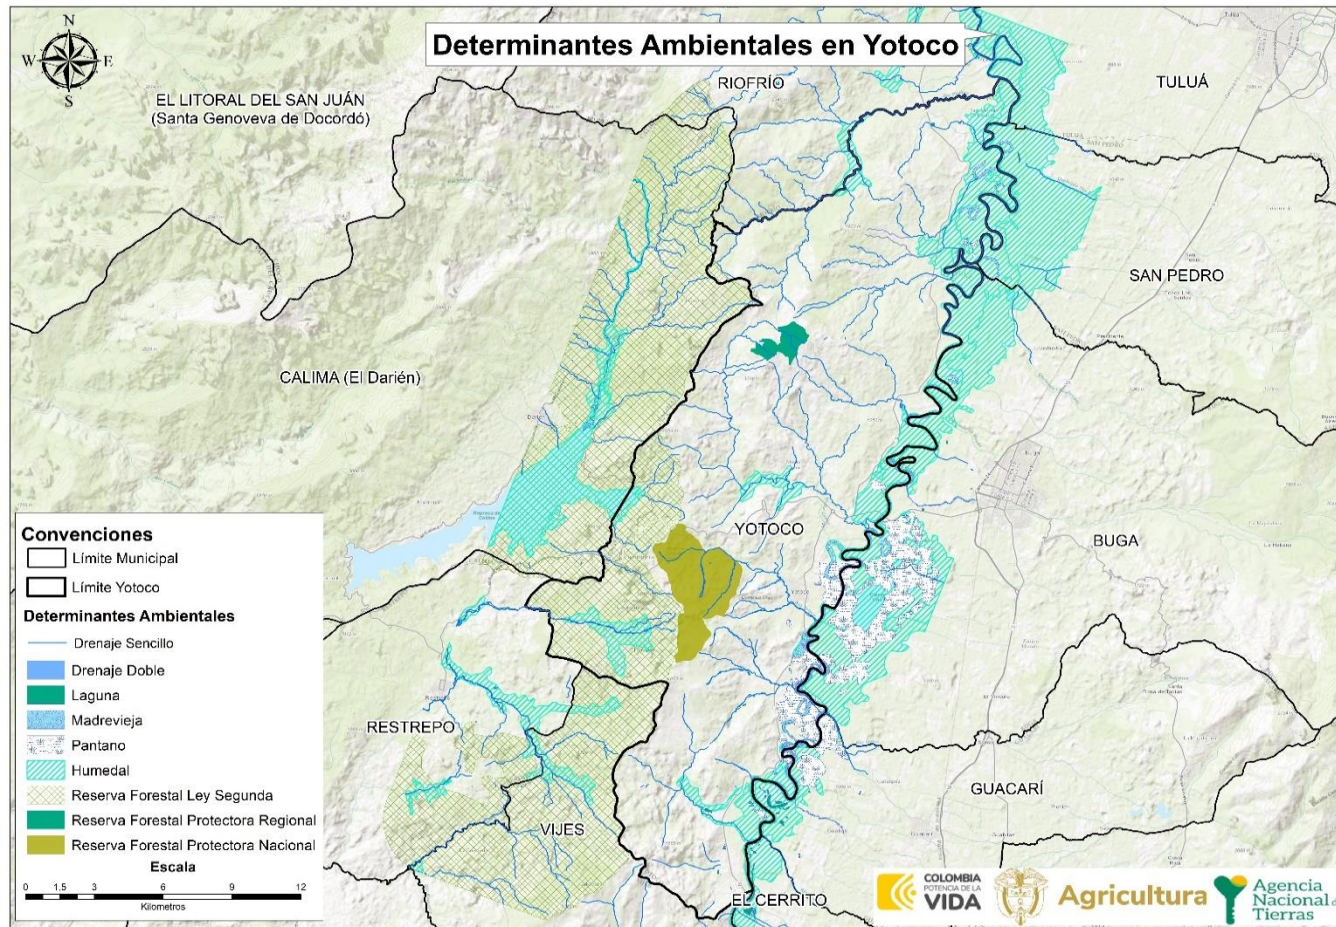 Determinantes Ambientales en Yotoco
N
W
E
S
EL LITORAL DEL SAN JUÁN
(Santa Genoveva de Docordó)
RIOFRÍO
TULUÁ
SAN PEDRO
CALIMA (El Darién)
YOTOCO
BUGA
RESTREPO
VIJES
GUACARÍ
EL CERRITO
Convenciones
Límite Municipal
Límite Yotoco
Determinantes Ambientales
Drenaje Sencillo
Drenaje Doble
Laguna
Madrevieja
Pantano
Humedal
Reserva Forestal Ley Segunda
Reserva Forestal Protectora Regional
Reserva Forestal Protectora Nacional
Escala
0 1.5 3 6 9 12
Kilometros
COLOMBIA
POTENCIA DE LA
VIDA
Agricultura
Agencia
Nacional de
Tierras